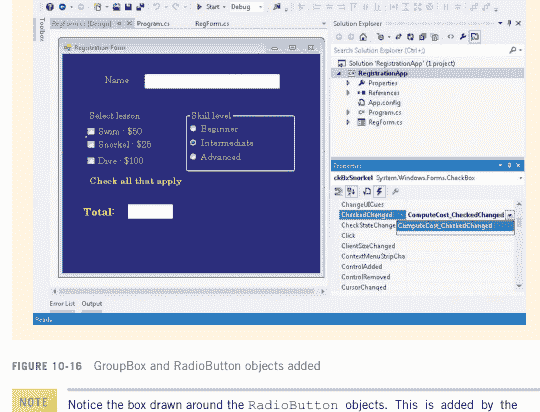 Start
Debug
RegForm.cs [Design]
Program.cs
RegForm.cs
Toolbox
Registration Form
Name
Select lesson
Swim - $50
Snorkel - $25
Dive - $100
Check all that apply
Skill level
Beginner
Intermediate
Advanced
Total:
Solution Explorer
Search Solution Explorer (Ctrl+;)
Solution 'RegistrationApp' (1 project)
RegistrationApp
Properties
References
App.config
Program.cs
RegForm.cs
Properties
ckBxSnorkel System.Windows.Forms.CheckBox
ChangeUICues
CheckedChanged ComputeCost_CheckedChanged
CheckStateChange ComputeCost_CheckedChanged
Click
ClientSizeChanged
ContextMenuStripCha
ControlAdded
ControlRemoved
CursorChanged
Error List Output
Ready
FIGURE 10-16 GroupBox and RadioButton objects added
NOTE
Notice the box drawn around the RadioButton objects. This is added by the